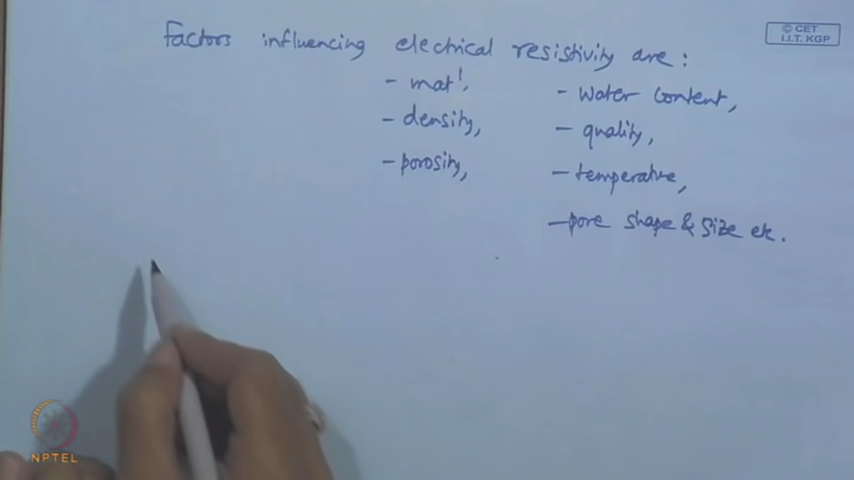 Factors influencing electrical resistivity are :
- mat'l,
- density,
- porosity,
- Water content,
- quality,
- temperature,
- pore shape & size etc.
© CET
I.I.T. KGP
NPTEL